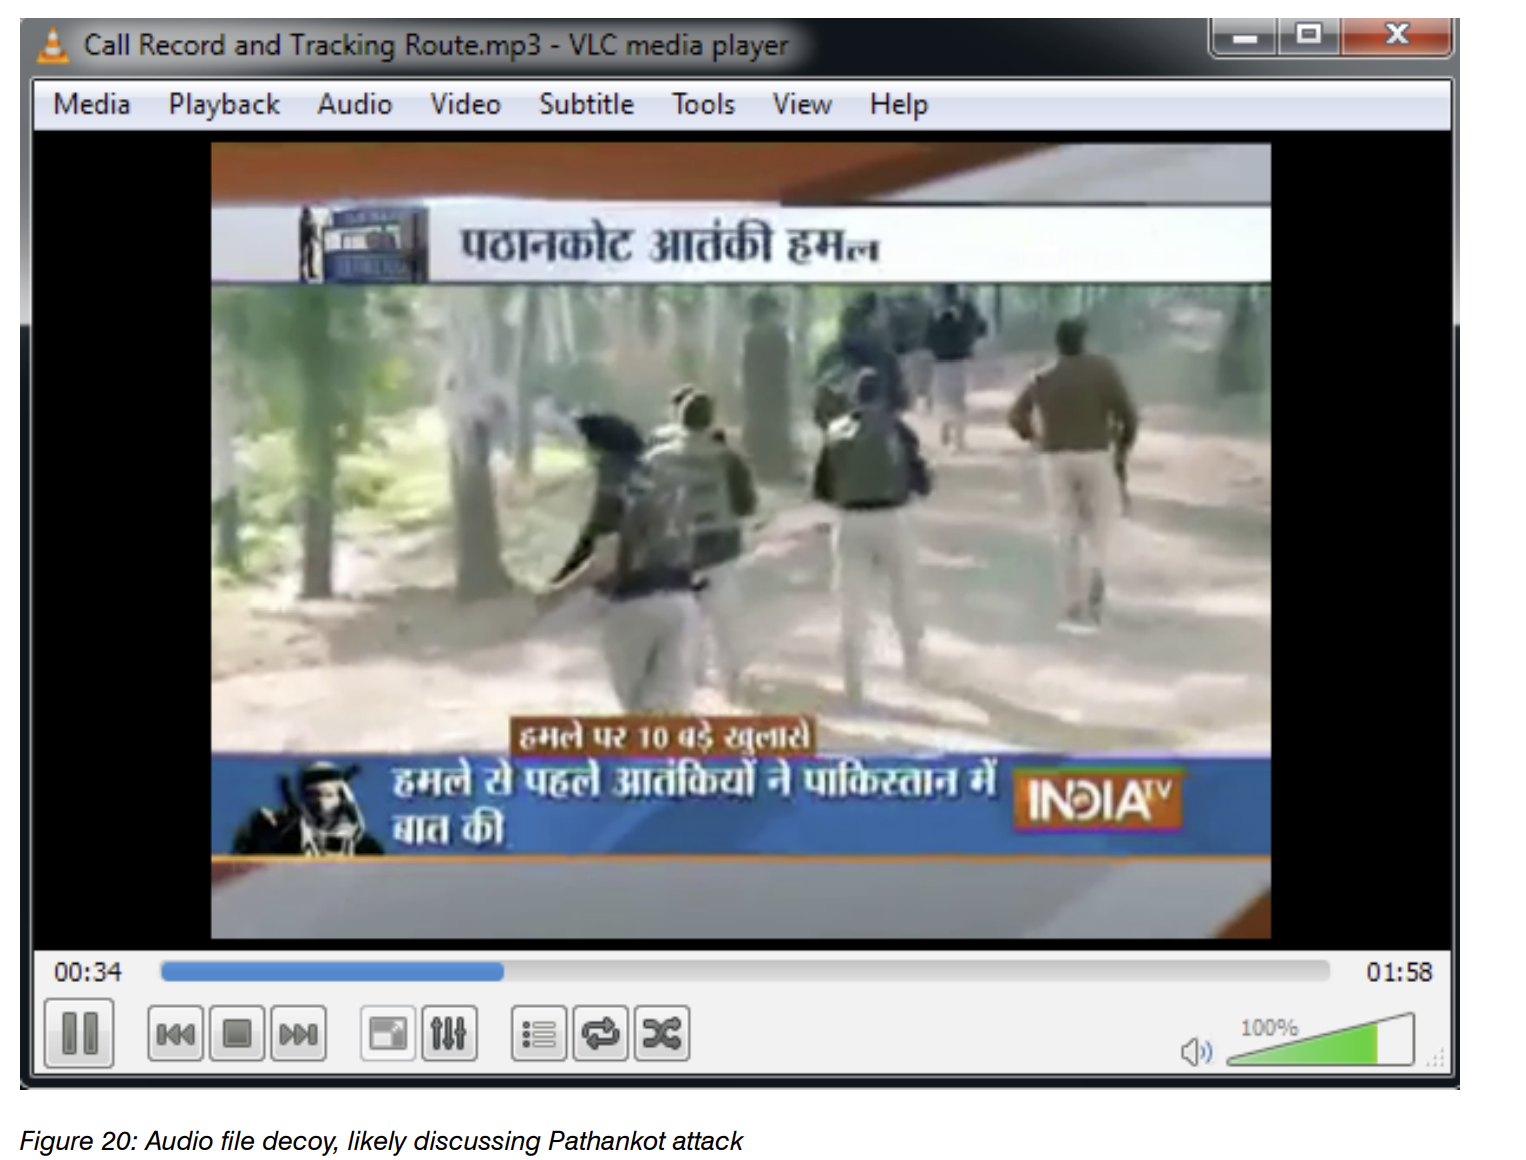 Call Record and Tracking Route.mp3 - VLC media player
Media Playback Audio Video Subtitle Tools View Help
पठानकोट आतंकी हमल
हमले पर 10 बड़े खुलासे
हमले से पहले आतंकियों ने पाकिस्तान में
बात की
INDIA TV
00:34 01:58
100%
Figure 20: Audio file decoy, likely discussing Pathankot attack